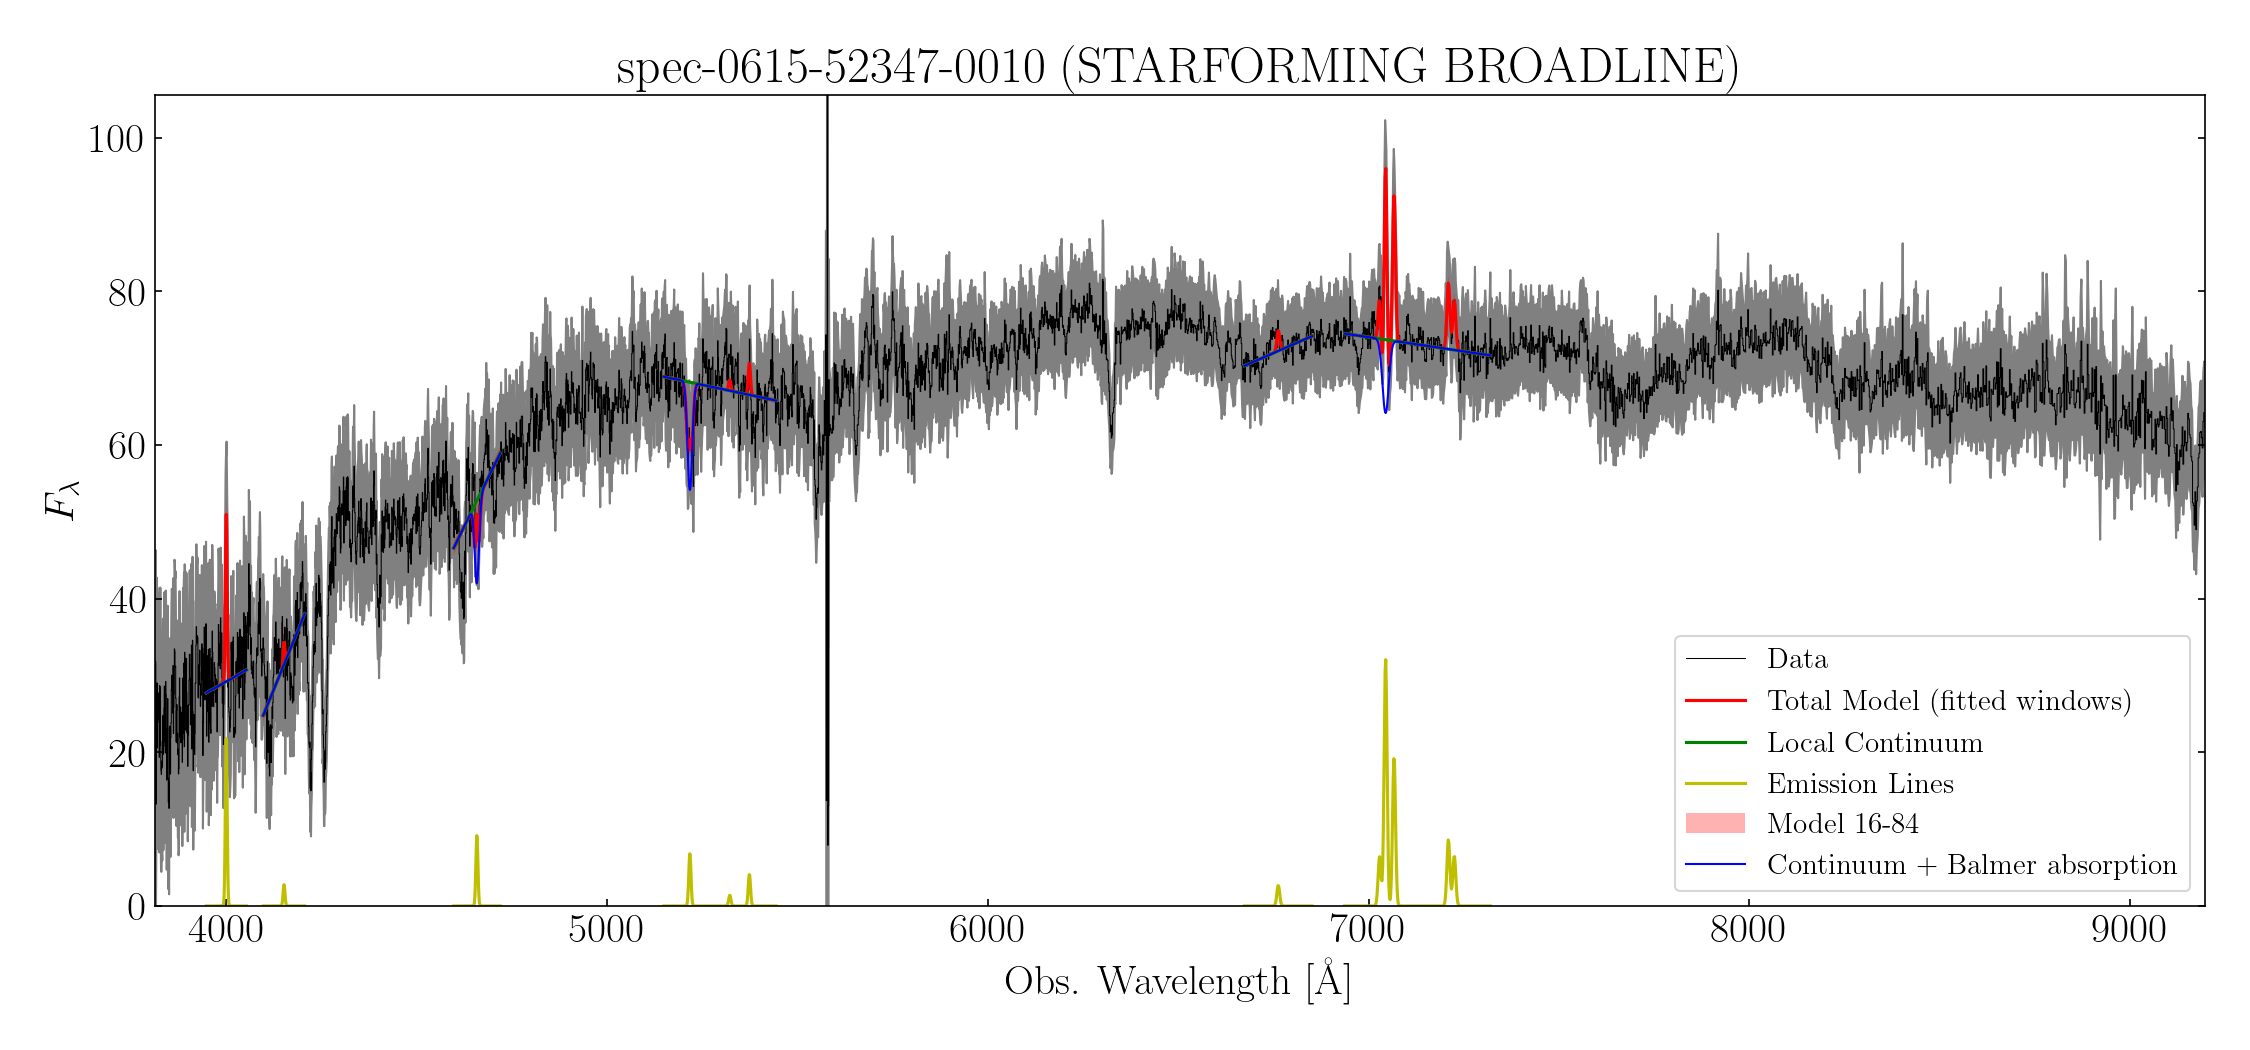 spec-0615-52347-0010 (STARFORMING BROADLINE)
100
80
60
40
20
0
F_λ
4000 5000 6000 7000 8000 9000
Obs. Wavelength [Å]
Data
Total Model (fitted windows)
Local Continuum
Emission Lines
Model 16-84
Continuum + Balmer absorption